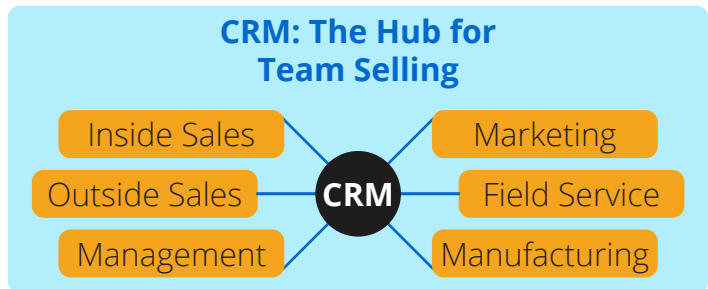 CRM: The Hub for
Team Selling
Inside Sales
Marketing
Outside Sales
CRM
Field Service
Management
Manufacturing